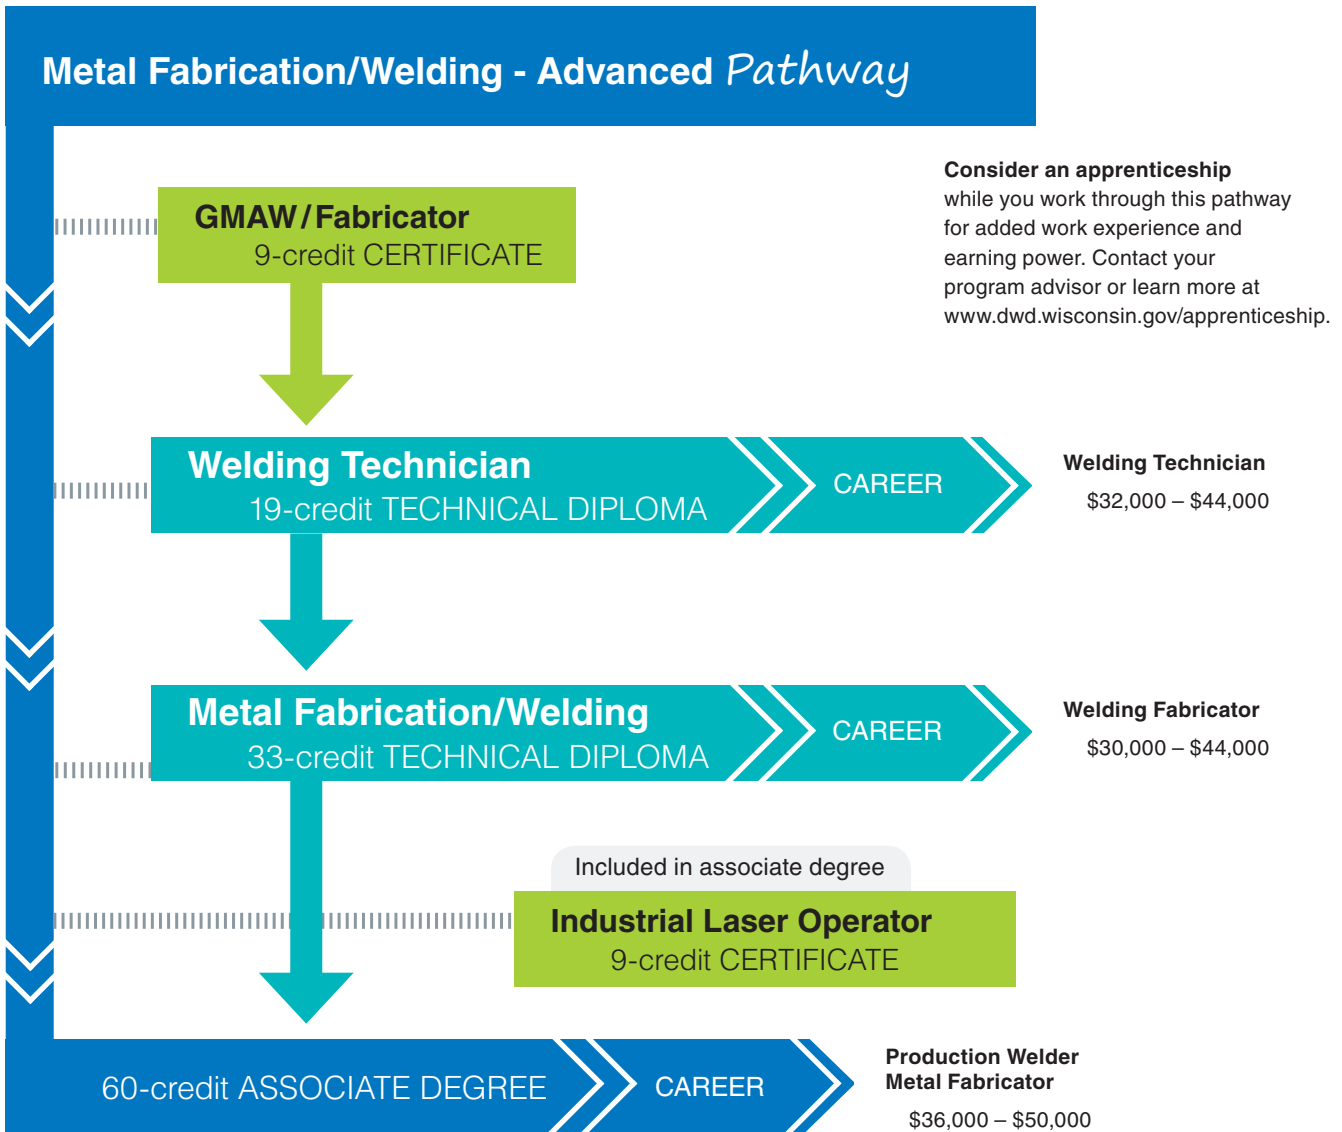 Metal Fabrication/Welding - Advanced Pathway
Consider an apprenticeship
while you work through this pathway
for added work experience and
earning power. Contact your
program advisor or learn more at
www.dwd.wisconsin.gov/apprenticeship.
GMAW/Fabricator
9-credit CERTIFICATE
Welding Technician
19-credit TECHNICAL DIPLOMA
CAREER
Welding Technician
$32,000 – $44,000
Metal Fabrication/Welding
33-credit TECHNICAL DIPLOMA
CAREER
Welding Fabricator
$30,000 – $44,000
Included in associate degree
Industrial Laser Operator
9-credit CERTIFICATE
60-credit ASSOCIATE DEGREE
CAREER
Production Welder
Metal Fabricator
$36,000 – $50,000